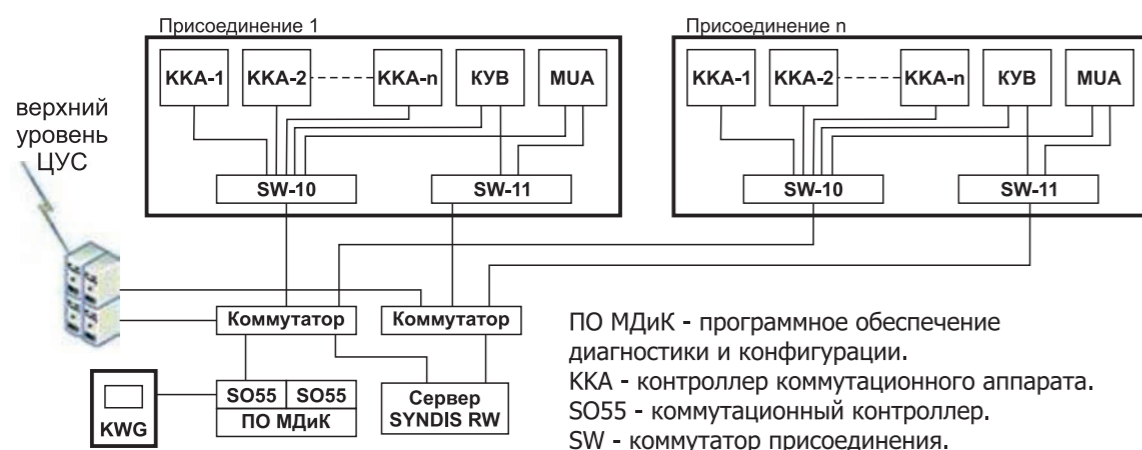 Присоединение 1
Присоединение n
ККА-1 ККА-2 ККА-n КУВ MUA
ККА-1 ККА-2 ККА-n КУВ MUA
верхний
уровень
ЦУС
SW-10 SW-11
SW-10 SW-11
Коммутатор Коммутатор
KWG
SO55 SO55
ПО МДиК
Сервер
SYNDIS RW
ПО МДиК - программное обеспечение
диагностики и конфигурации.
ККА - контроллер коммутационного аппарата.
SO55 - коммутационный контроллер.
SW - коммутатор присоединения.